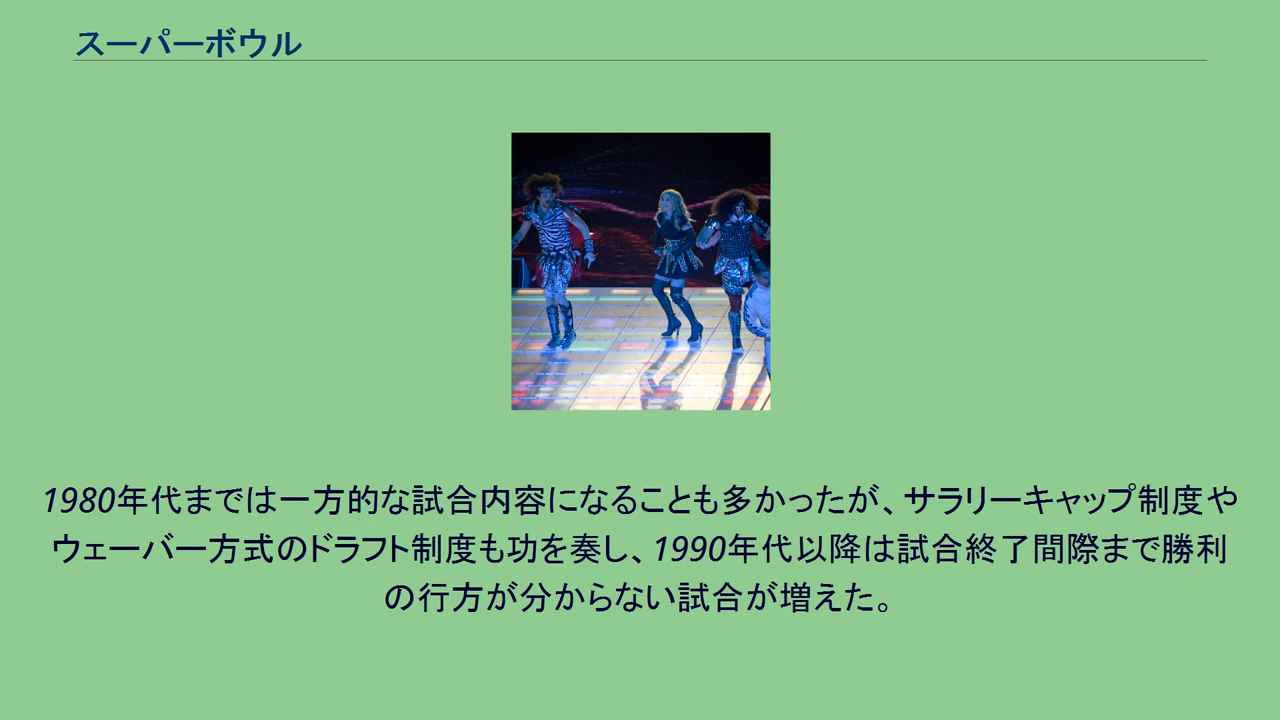 スーパーボウル
1980年代までは一方的な試合内容になることも多かったが、サラリーキャップ制度や
ウェーバー方式のドラフト制度も功を奏し、1990年代以降は試合終了間際まで勝利
の行方が分からない試合が増えた。